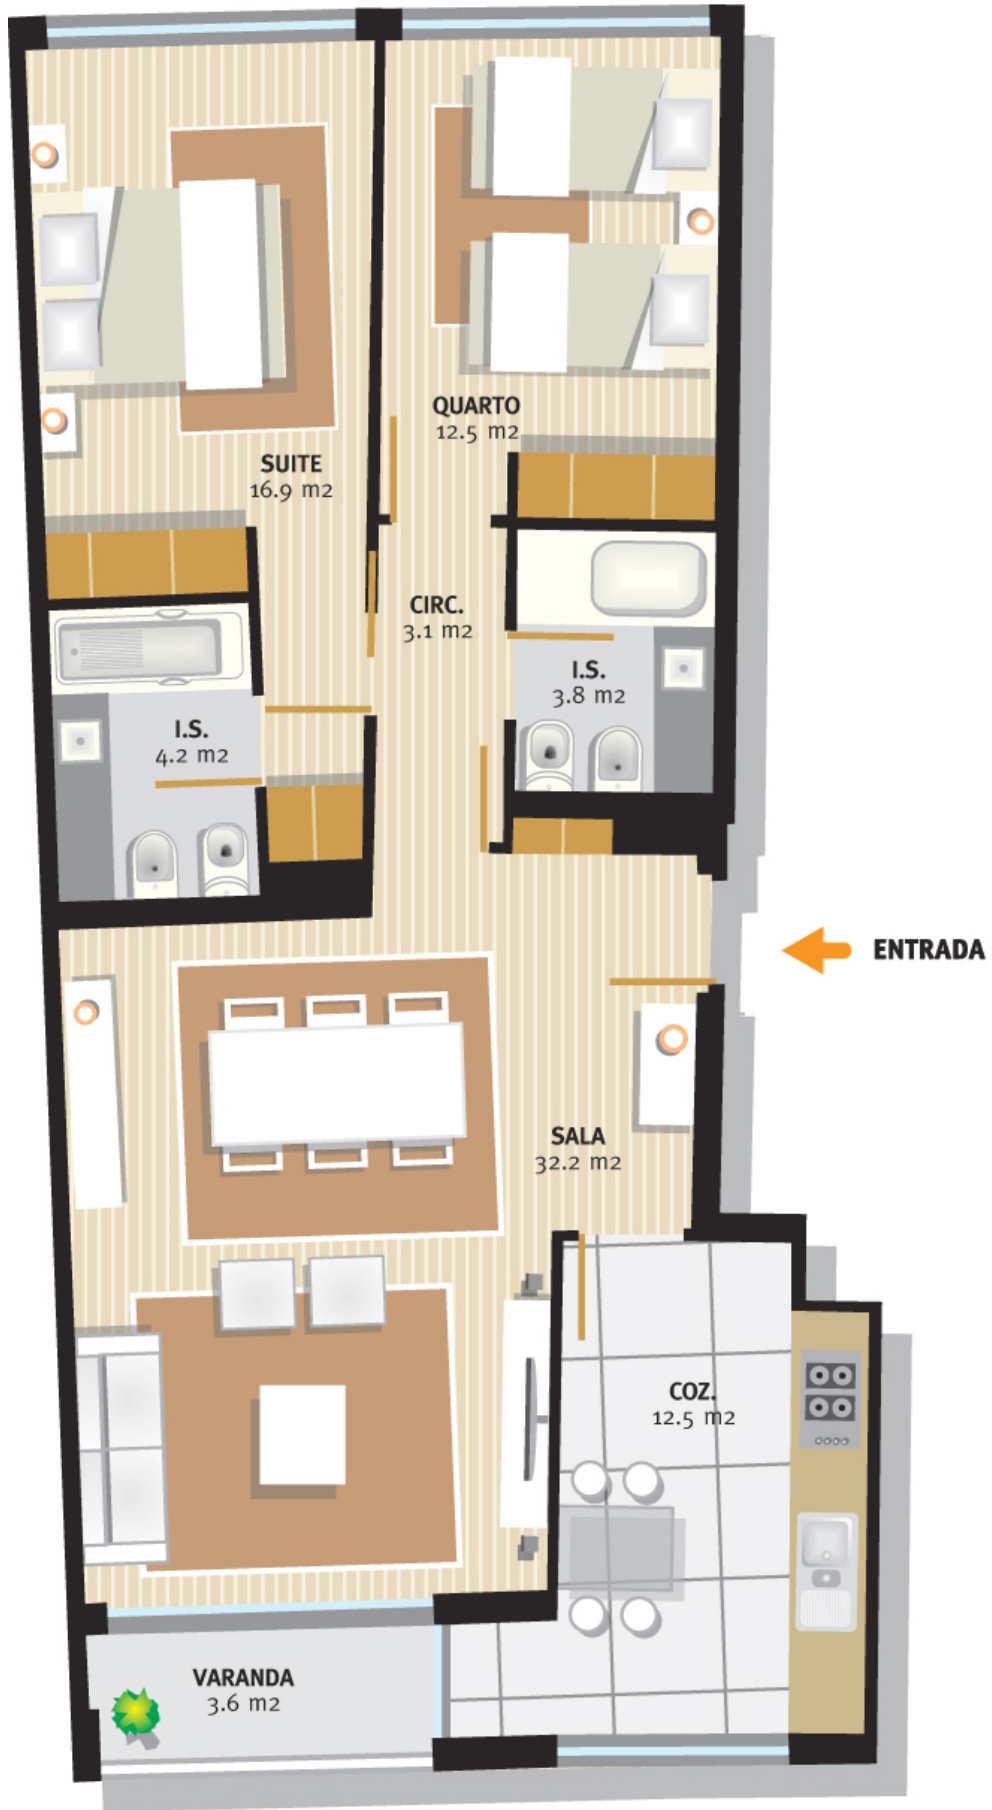 QUARTO
12.5 m2
SUITE
16.9 m2
CIRC.
3.1 m2
I.S.
3.8 m2
I.S.
4.2 m2
ENTRADA
SALA
32.2 m2
COZ.
12.5 m2
VARANDA
3.6 m2